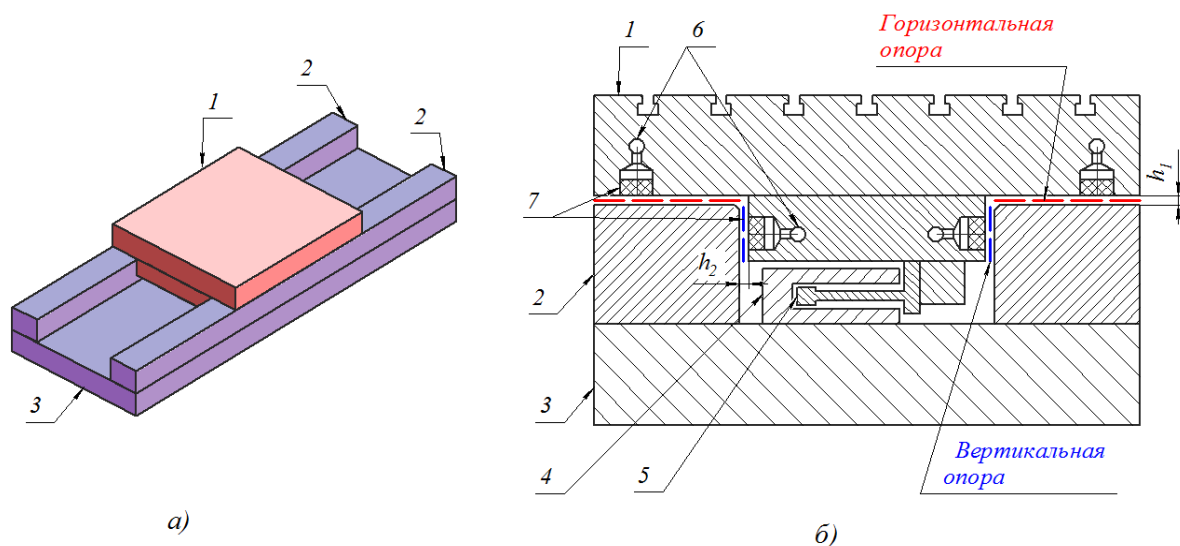 1
2
2
3
а)
1
6
Горизонтальная
опора
7
h1
h2
2
3
4
5
Вертикальная
опора
б)